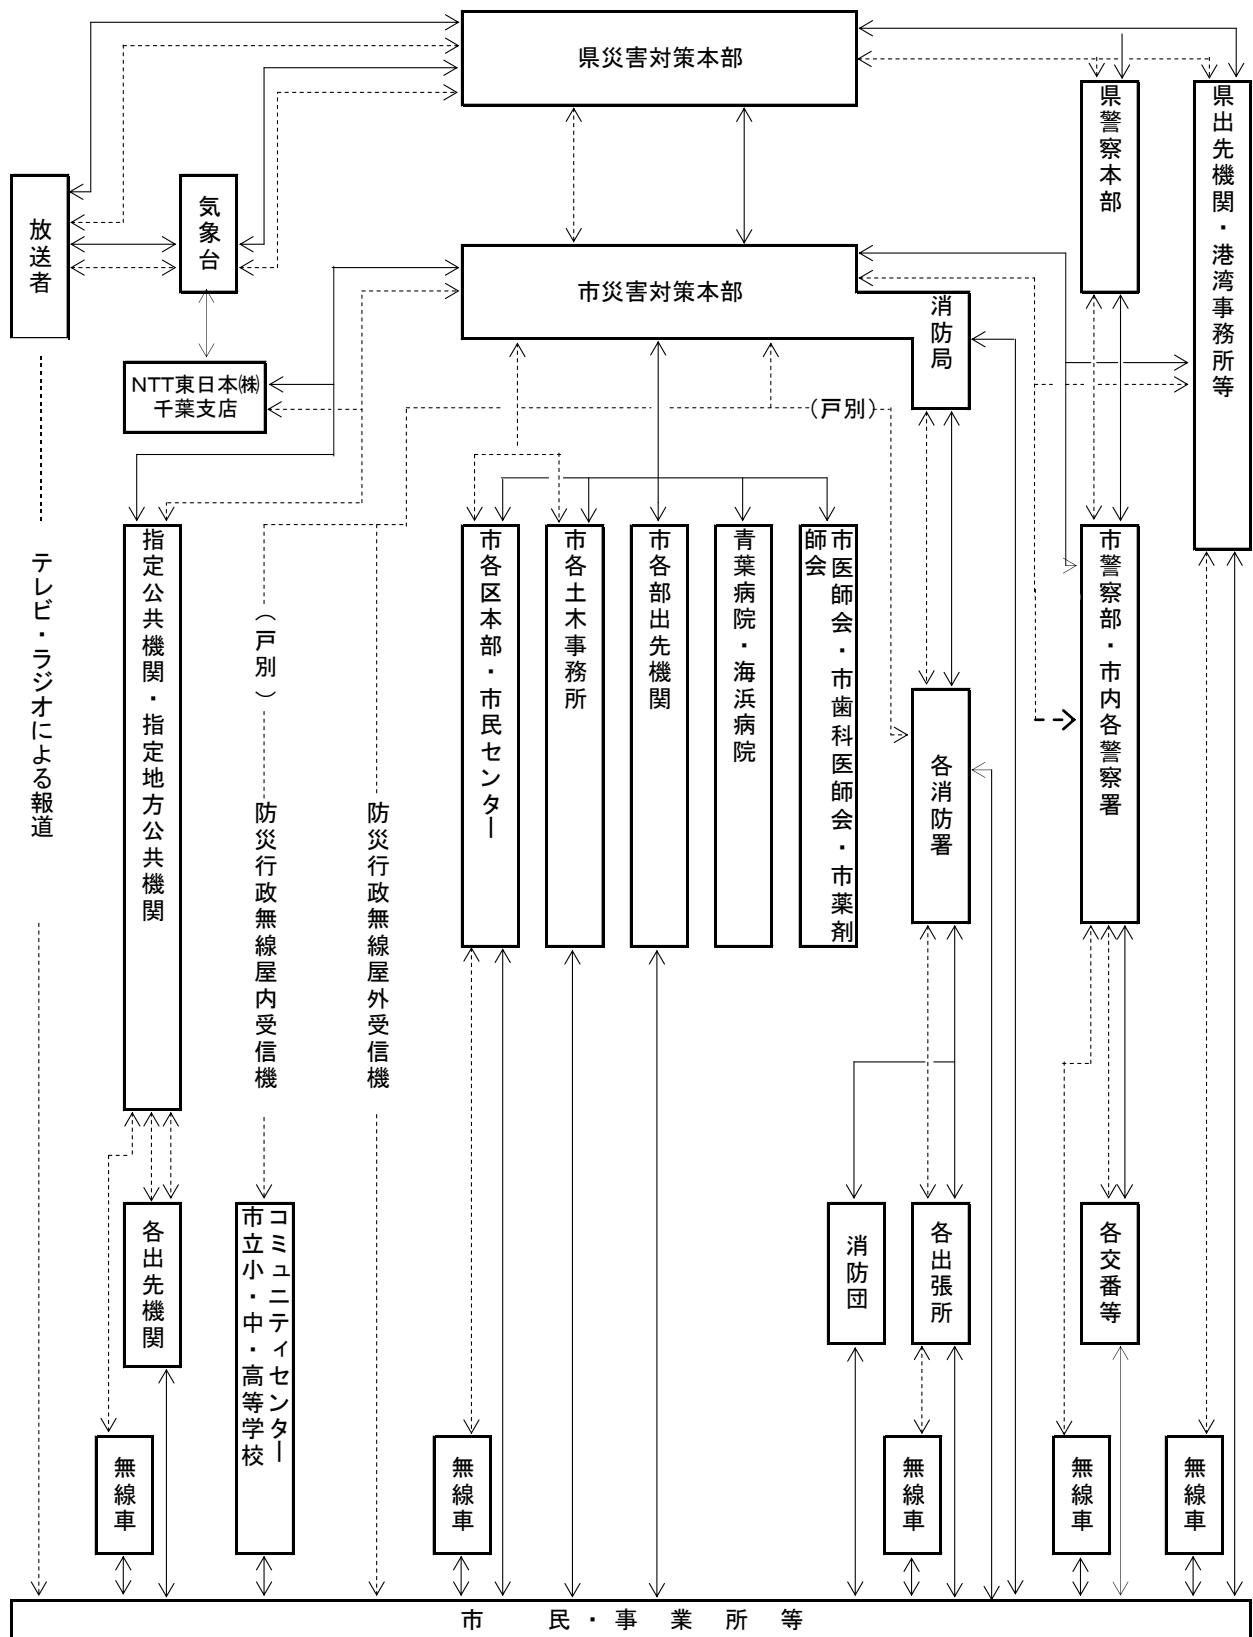 県災害対策本部
県警察本部
県出先機関・港湾事務所等
放送者
気象台
市災害対策本部
消防局
NTT東日本㈱
千葉支店
(戸別)
指定公共機関・指定地方公共機関
市各区本部・市民センター
市各土木事務所
市各部出先機関
青葉病院・海浜病院
市医師会・市歯科医師会・市薬剤
師会
市警察部・市内各警察署
テレビ・ラジオによる報道
(戸別)
各消防署
防災行政無線屋内受信機
防災行政無線屋外受信機
各出先機関
コミュニティセンター
市立小・中・高等学校
消防団
各出張所
各交番等
無線車
無線車
無線車
無線車
無線車
市民・事業所等